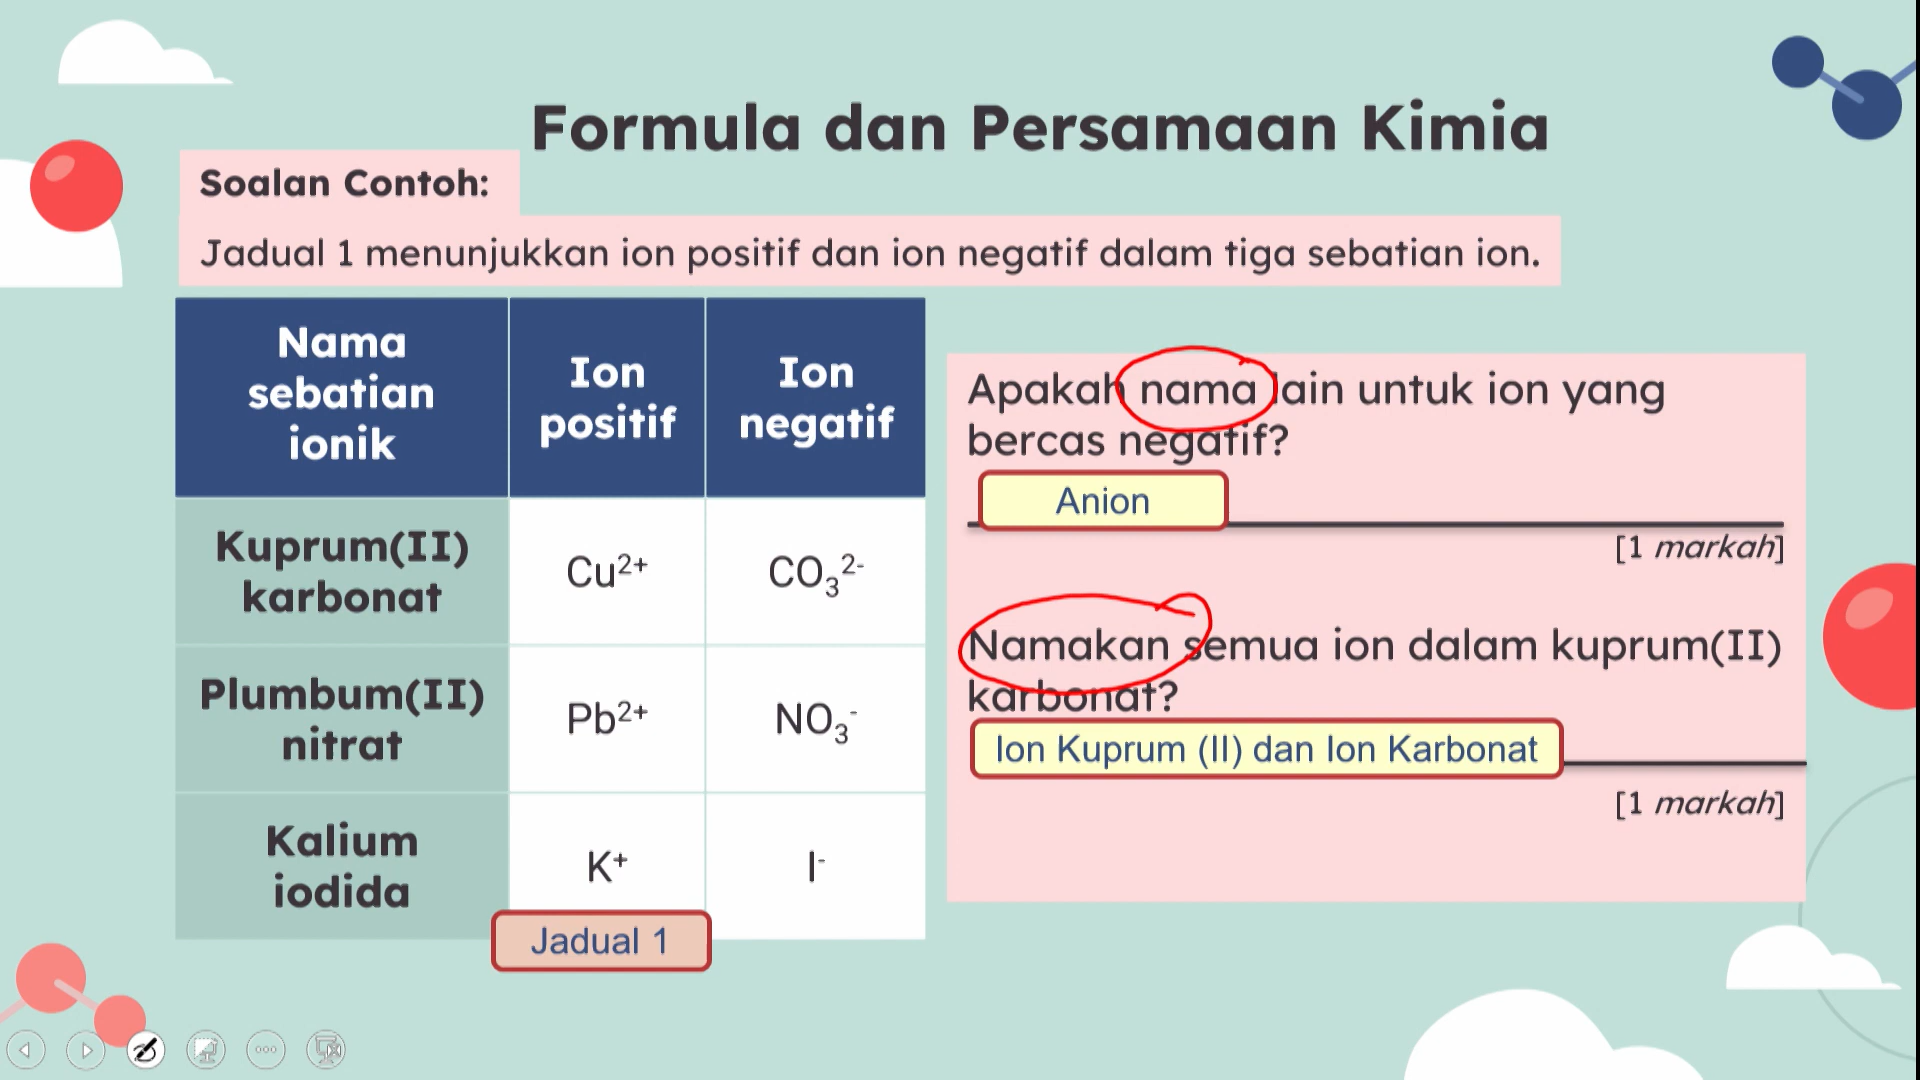 Formula dan Persamaan Kimia
Soalan Contoh:
Jadual 1 menunjukkan ion positif dan ion negatif dalam tiga sebatian ion.
Nama
sebatian
ionik
Ion
positif
Ion
negatif
Kuprum(II)
karbonat
Cu²⁺
CO₃²⁻
Plumbum(II)
nitrat
Pb²⁺
NO₃⁻
Kalium
iodida
K⁺
I⁻
Jadual 1
Apakah nama lain untuk ion yang
bercas negatif?
Anion
[1 markah]
Namakan semua ion dalam kuprum(II)
karbonat?
Ion Kuprum (II) dan Ion Karbonat
[1 markah]